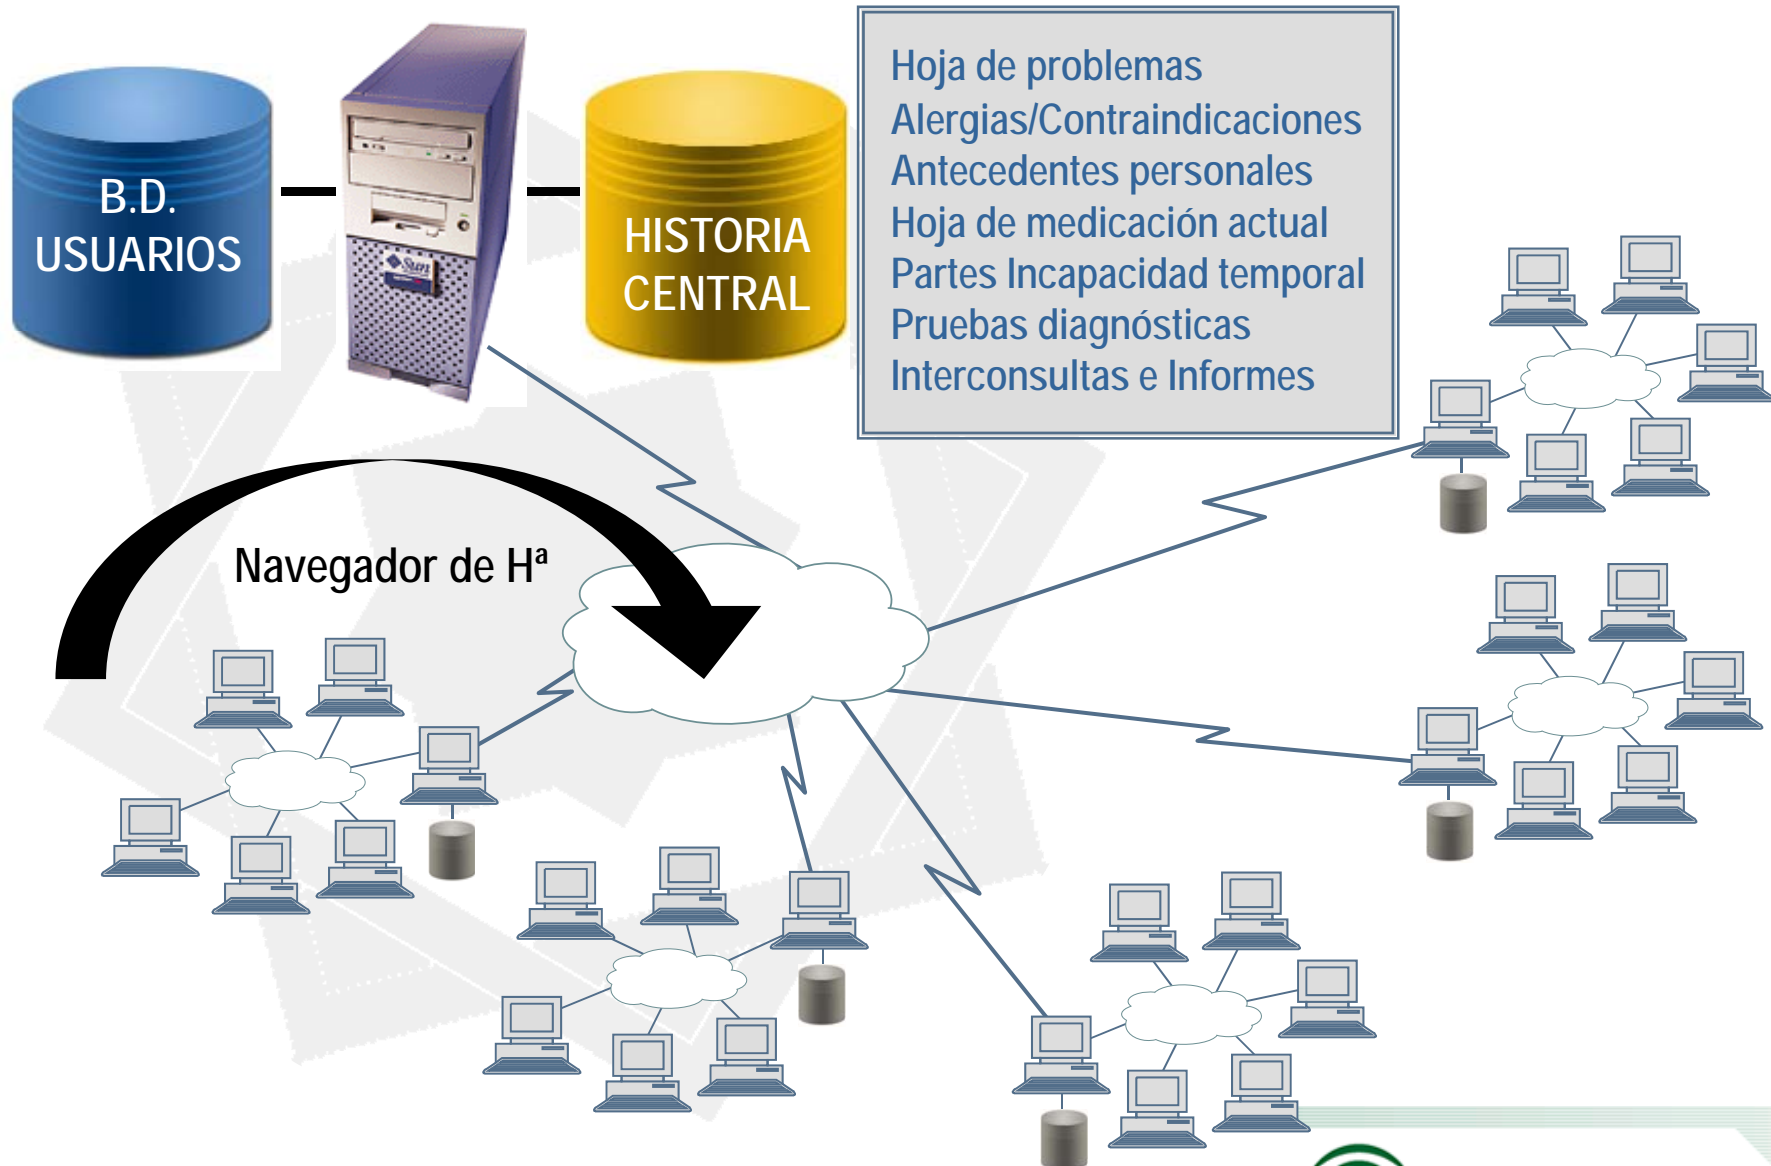 B.D.
USUARIOS
Sun
HISTORIA
CENTRAL
Hoja de problemas
Alergias/Contraindicaciones
Antecedentes personales
Hoja de medicación actual
Partes Incapacidad temporal
Pruebas diagnósticas
Interconsultas e Informes
Navegador de Hª